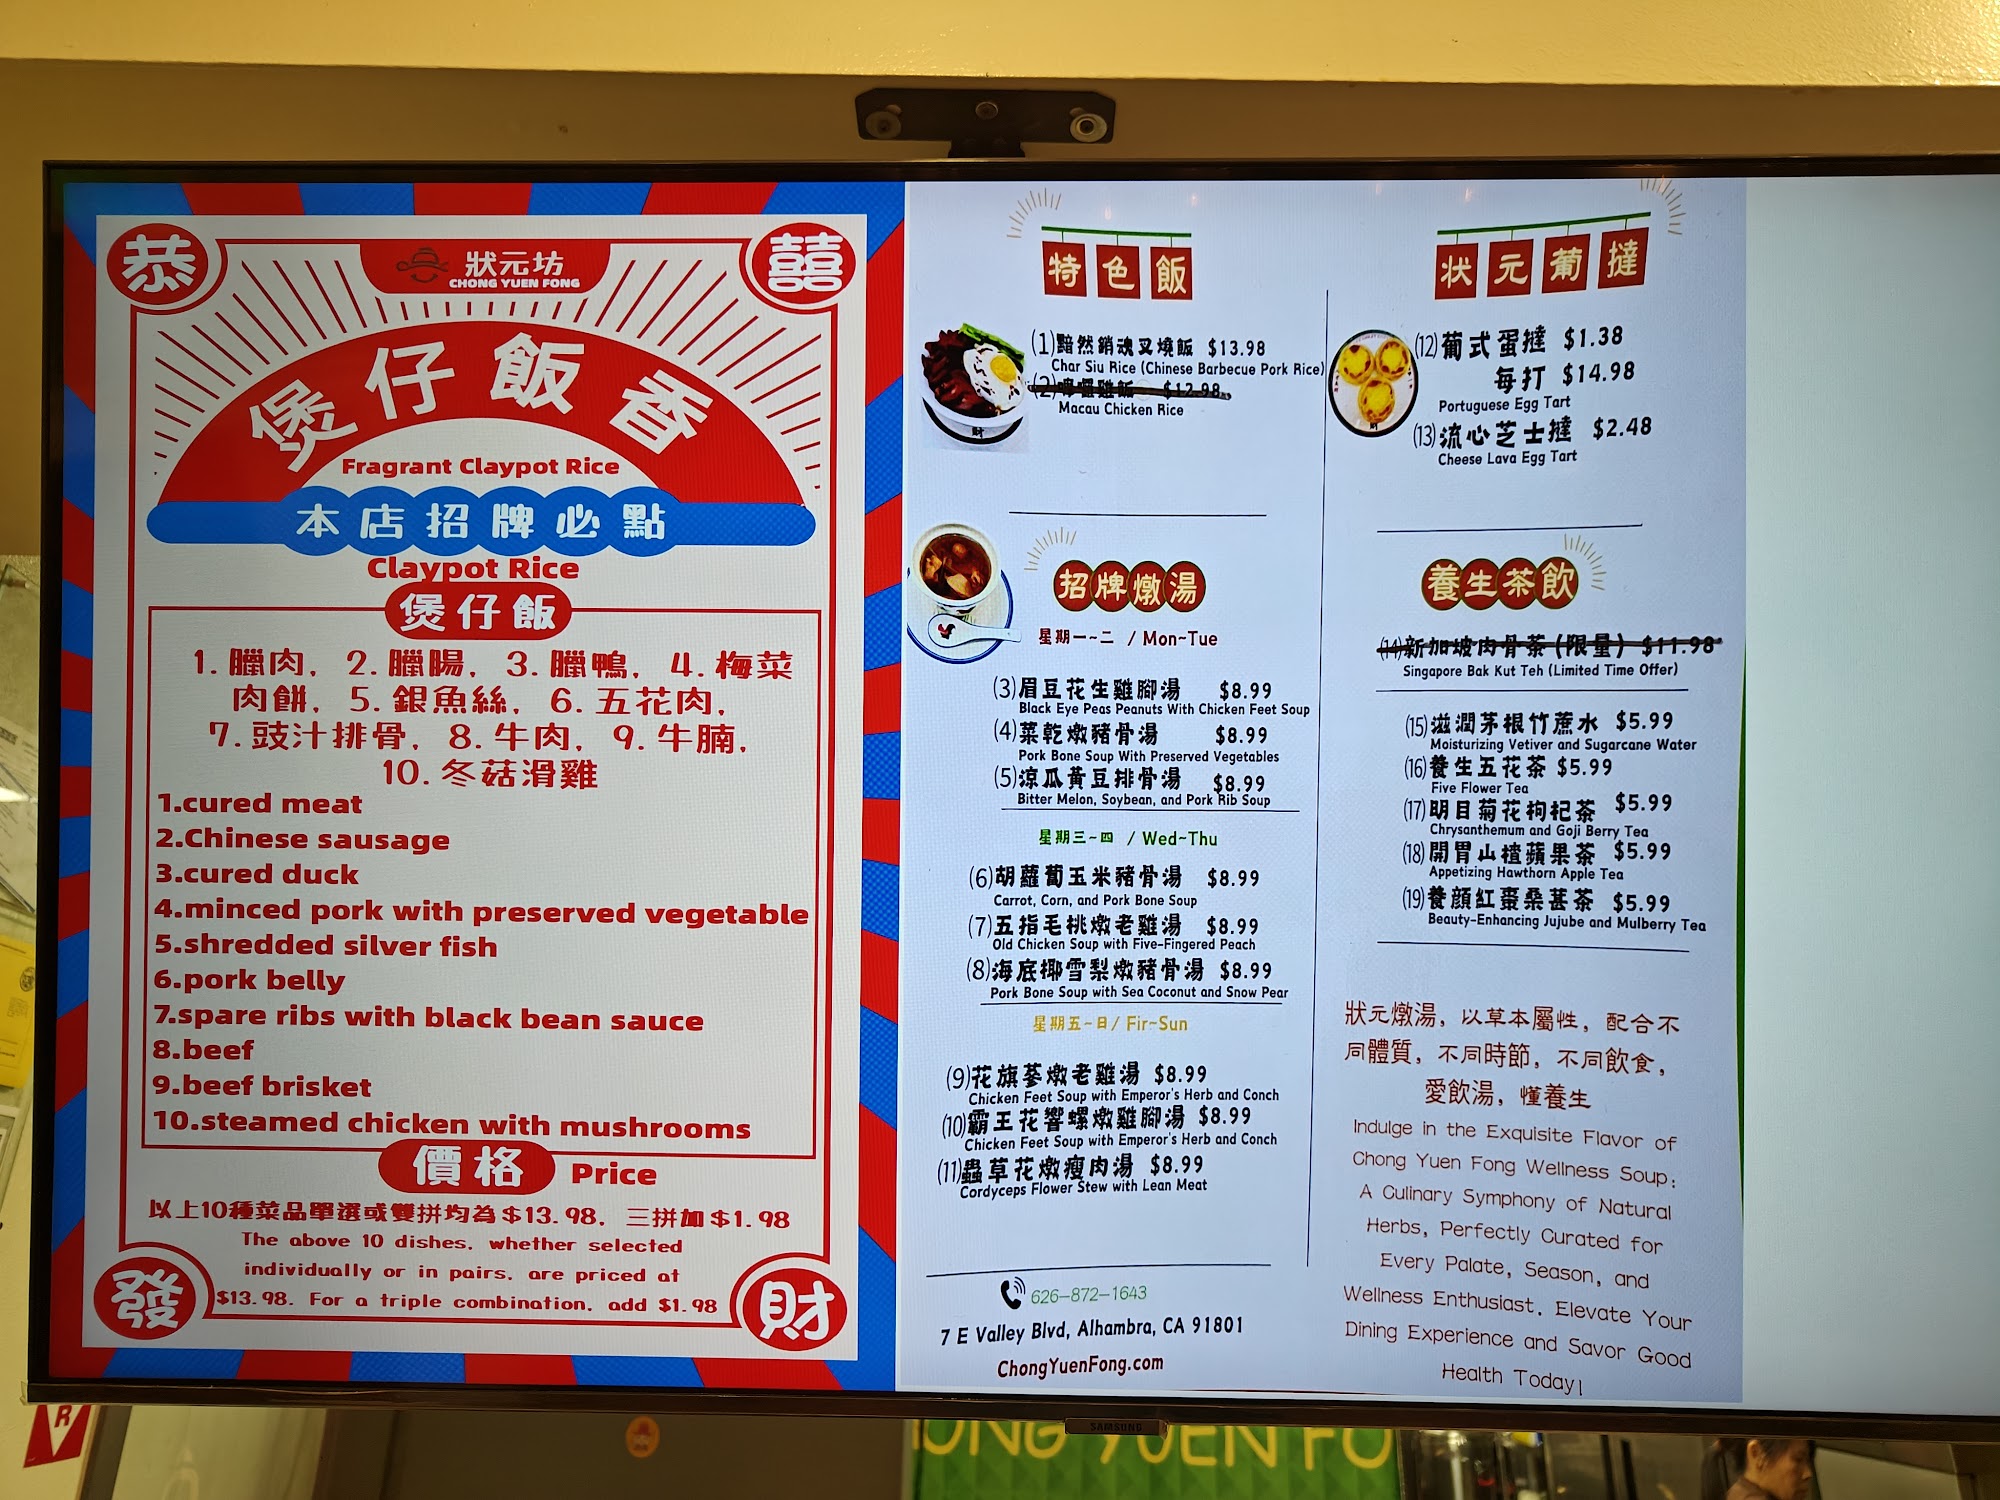 恭
囍
狀元坊
CHONG YUEN FONG
煲仔飯香
Fragrant Claypot Rice
本店招牌必點
Claypot Rice
煲仔飯
1.臘肉, 2.臘腸, 3.臘鴨, 4.梅菜
肉餅, 5.銀魚絲, 6.五花肉,
7.豉汁排骨, 8.牛肉, 9.牛腩,
10.冬菇滑雞
1.cured meat
2.Chinese sausage
3.cured duck
4.minced pork with preserved vegetable
5.shredded silver fish
6.pork belly
7.spare ribs with black bean sauce
8.beef
9.beef brisket
10.steamed chicken with mushrooms
價格 Price
以上10種菜品單選或雙拼均為$13.98, 三拼加$1.98
The above 10 dishes, whether selected
individually or in pairs, are priced at
$13.98. For a triple combination, add $1.98
發
財
特色飯
(1)黯然銷魂叉燒飯 $13.98
Char Siu Rice (Chinese Barbecue Pork Rice)
(2) 雞飯 $12.98
Macau Chicken Rice
招牌燉湯
星期一~二 / Mon~Tue
(3)眉豆花生雞腳湯 $8.99
Black Eye Peas Peanuts With Chicken Feet Soup
(4)菜乾燉豬骨湯 $8.99
Pork Bone Soup With Preserved Vegetables
(5)涼瓜黃豆排骨湯 $8.99
Bitter Melon, Soybean, and Pork Rib Soup
星期三~四 / Wed~Thu
(6)胡蘿蔔玉米豬骨湯 $8.99
Carrot, Corn, and Pork Bone Soup
(7)五指毛桃燉老雞湯 $8.99
Old Chicken Soup with Five-Fingered Peach
(8)海底椰雪梨燉豬骨湯 $8.99
Pork Bone Soup with Sea Coconut and Snow Pear
星期五~日/ Fir~Sun
(9)花旗蔘燉老雞湯 $8.99
Chicken Feet Soup with Emperor's Herb and Conch
(10)霸王花響螺燉雞腳湯 $8.99
Chicken Feet Soup with Emperor's Herb and Conch
(11)蟲草花燉瘦肉湯 $8.99
Cordyceps Flower Stew with Lean Meat
626-872-1643
7 E Valley Blvd, Alhambra, CA 91801
ChongYuenFong.com
狀元葡撻
(12)葡式蛋撻 $1.38
每打 $14.98
Portuguese Egg Tart
(13)流心芝士撻 $2.48
Cheese Lava Egg Tart
養生茶飲
(14)新加坡肉骨茶(限量) $11.98
Singapore Bak Kut Teh (Limited Time Offer)
(15)滋潤茅根竹蔗水 $5.99
Moisturizing Vetiver and Sugarcane Water
(16)養生五花茶 $5.99
Five Flower Tea
(17)明目菊花枸杞茶 $5.99
Chrysanthemum and Goji Berry Tea
(18)開胃山楂蘋果茶 $5.99
Appetizing Hawthorn Apple Tea
(19)養顏紅棗桑葚茶 $5.99
Beauty-Enhancing Jujube and Mulberry Tea
狀元燉湯, 以草本屬性, 配合不
同體質, 不同時節, 不同飲食,
愛飲湯, 懂養生
Indulge in the Exquisite Flavor of
Chong Yuen Fong Wellness Soup:
A Culinary Symphony of Natural
Herbs, Perfectly Curated for
Every Palate, Season, and
Wellness Enthusiast. Elevate Your
Dining Experience and Savor Good
Health Today!
SAMSUNG
R
ONG YUEN FO